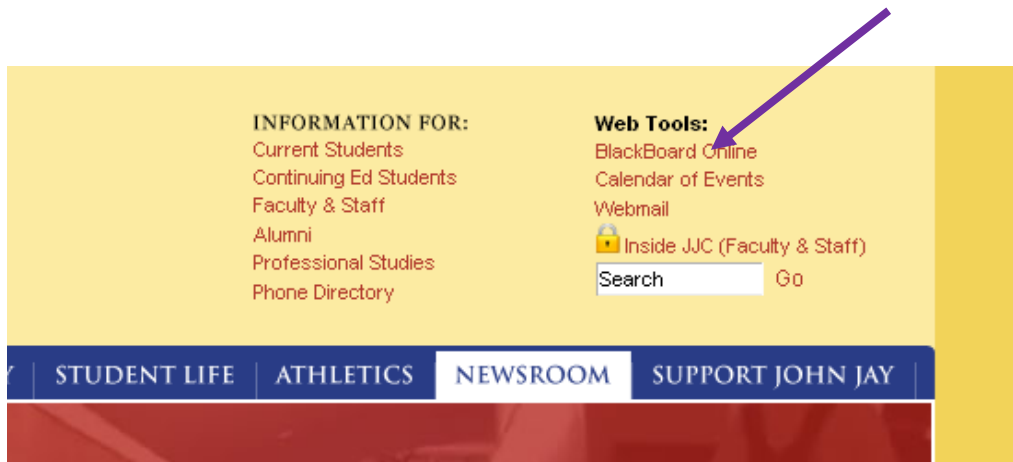 INFORMATION FOR:
Current Students
Continuing Ed Students
Faculty & Staff
Alumni
Professional Studies
Phone Directory
Web Tools:
BlackBoard Online
Calendar of Events
Webmail
Inside JJC (Faculty & Staff)
Search Go
STUDENT LIFE ATHLETICS NEWSROOM SUPPORT JOHN JAY